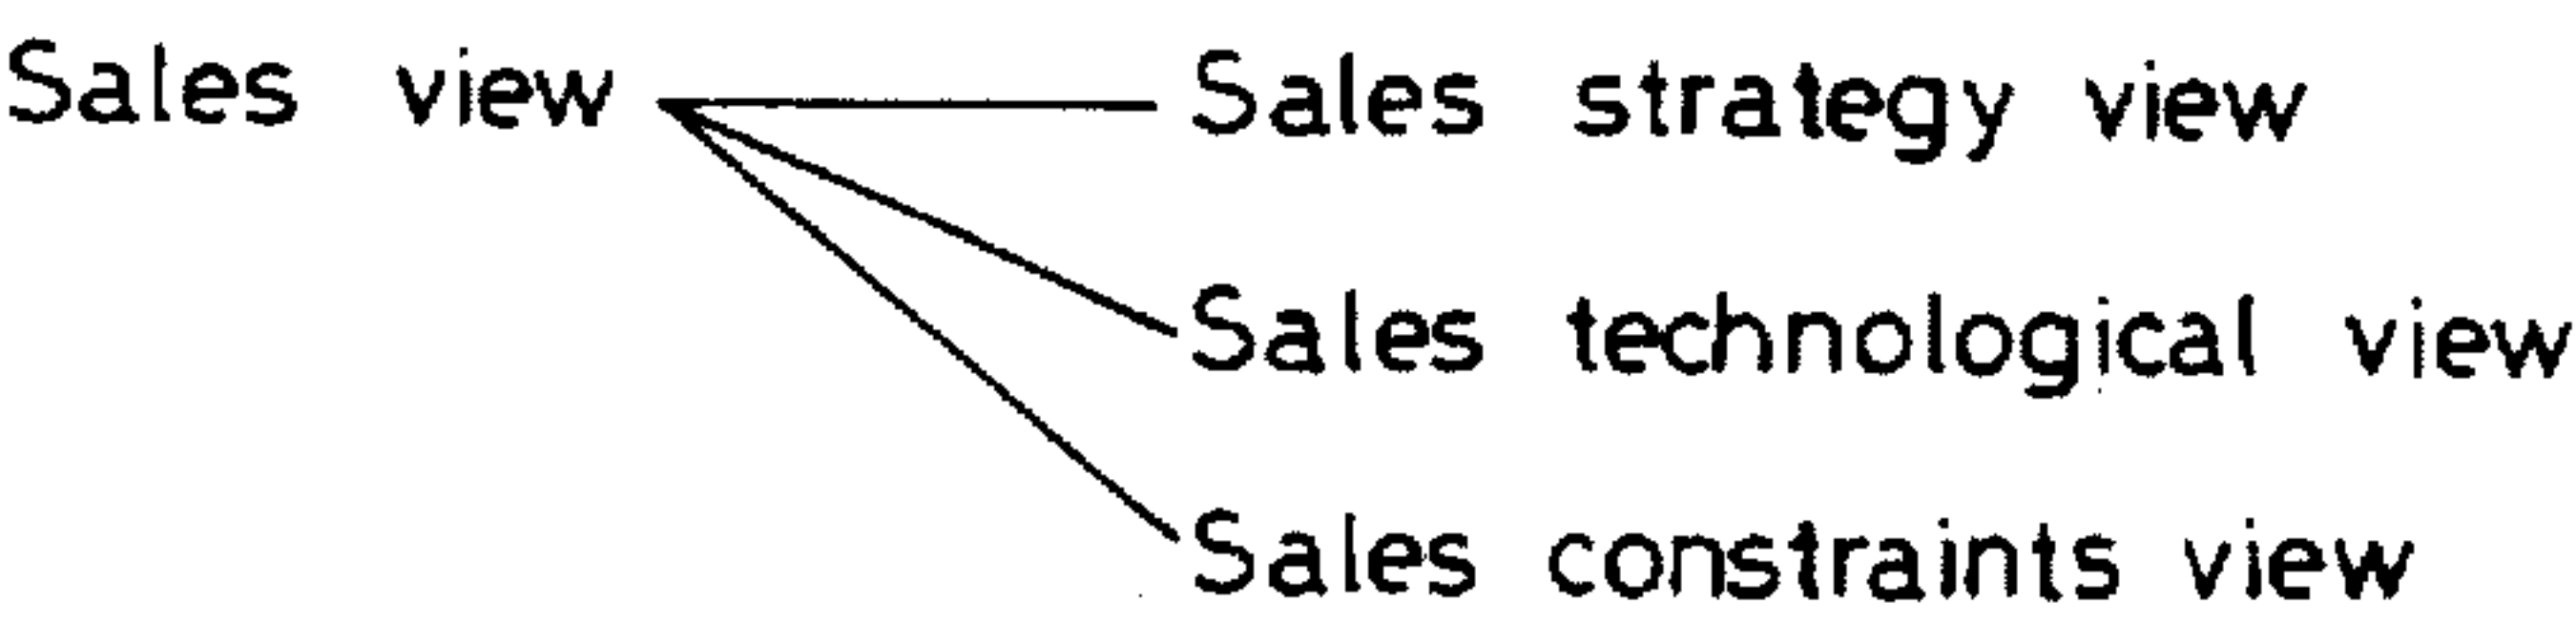 Sales view
Sales strategy view
Sales technological view
Sales constraints view